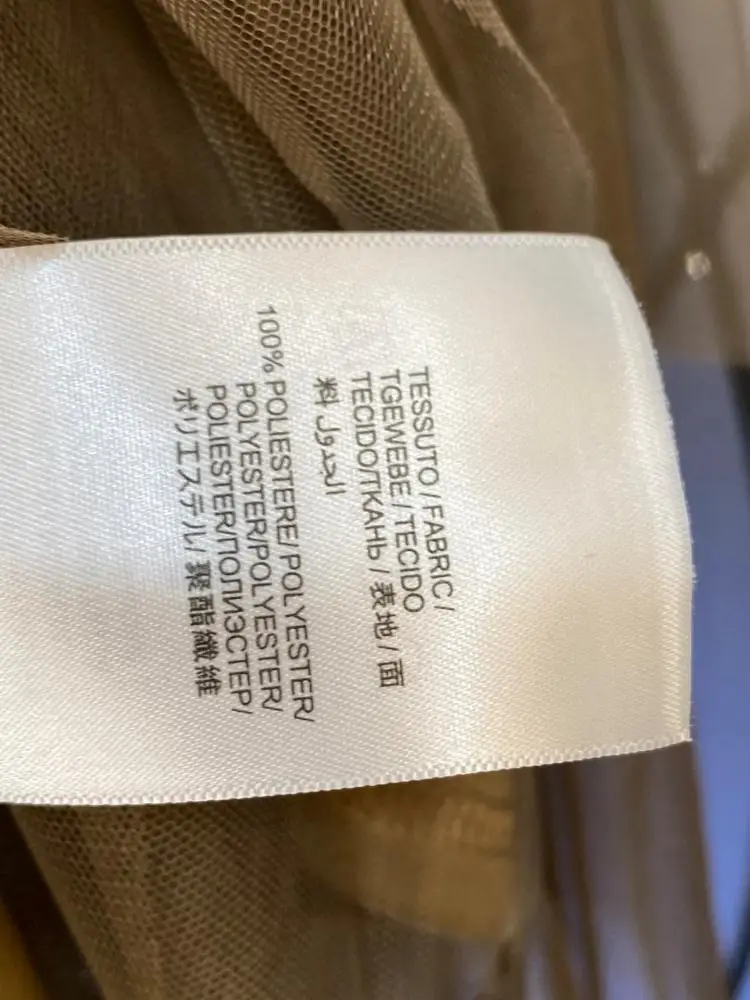 TESSUTO / FABRIC /
TGEWEBE / TECIDO
TECIDO/ТКАНЬ / 表地 / 面
料 الجدول
100% POLIESTERE/ POLYESTER/
POLYESTER/POLYESTER/
POLIESTER/ПОЛИЭСТЕР/
ポリエステル/ 聚酯纖維